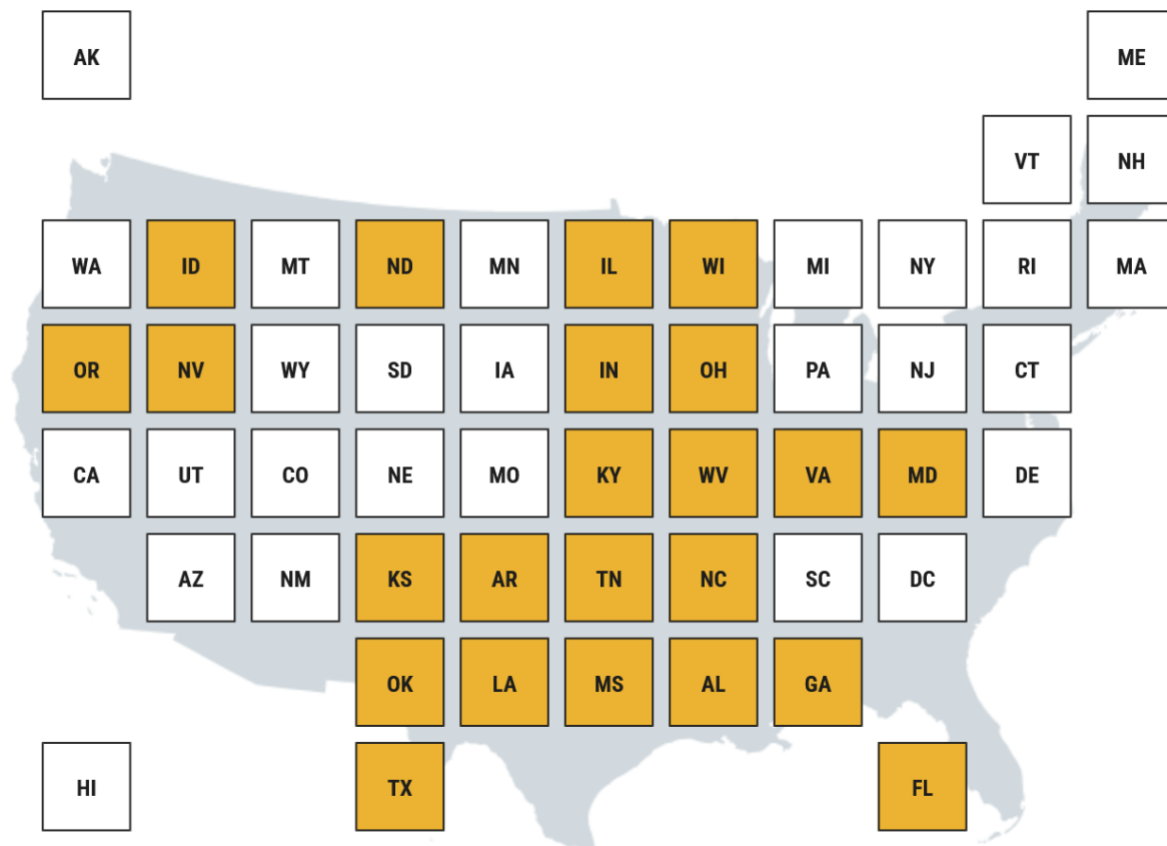 AK ME
VT NH
WA ID MT ND MN IL WI MI NY RI MA
OR NV WY SD IA IN OH PA NJ CT
CA UT CO NE MO KY WV VA MD DE
AZ NM KS AR TN NC SC DC
OK LA MS AL GA
HI TX FL